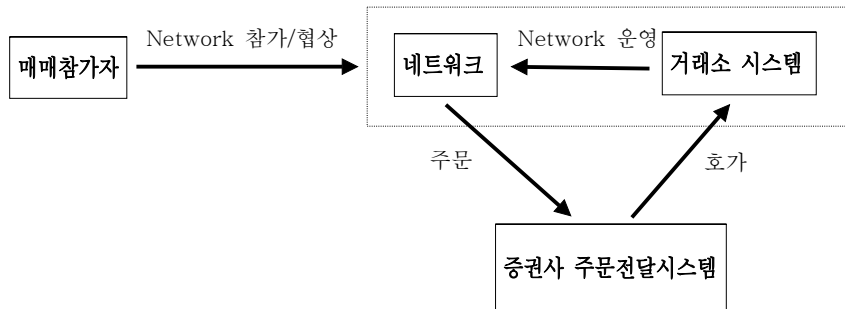 Network 참가/협상
Network 운영
매매참가자
네트워크
거래소 시스템
주문
호가
증권사 주문전달시스템